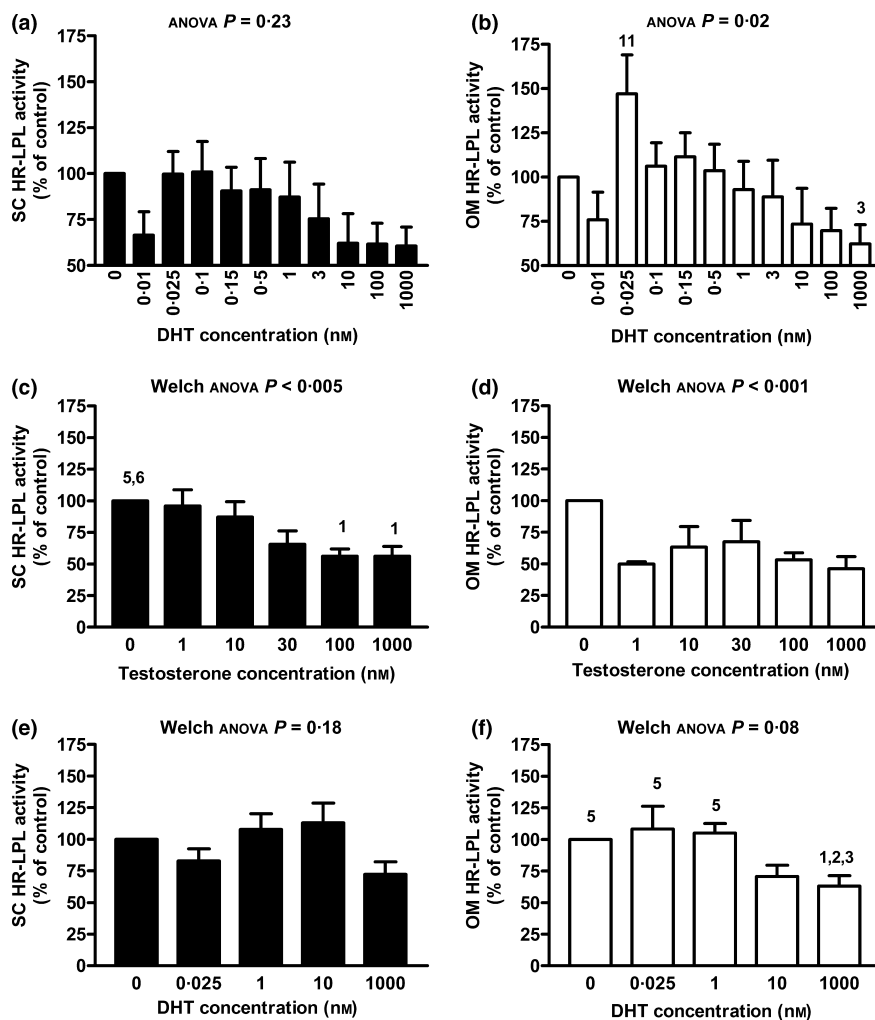 (a)
ANOVA P = 0·23
SC HR-LPL activity
(% of control)
175
150
125
100
75
50
0
0·01
0·025
0·1
0·15
0·5
1
3
10
100
1000
DHT concentration (nM)
(b)
ANOVA P = 0·02
OM HR-LPL activity
(% of control)
175
150
125
100
75
50
11
3
0
0·01
0·025
0·1
0·15
0·5
1
3
10
100
1000
DHT concentration (nM)
(c)
Welch ANOVA P < 0·005
SC HR-LPL activity
(% of control)
175
150
125
100
75
50
25
0
5,6
1
1
0 1 10 30 100 1000
Testosterone concentration (nM)
(d)
Welch ANOVA P < 0·001
OM HR-LPL activity
(% of control)
175
150
125
100
75
50
25
0
0 1 10 30 100 1000
Testosterone concentration (nM)
(e)
Welch ANOVA P = 0·18
SC HR-LPL activity
(% of control)
175
150
125
100
75
50
25
0
0 0·025 1 10 1000
DHT concentration (nM)
(f)
Welch ANOVA P = 0·08
OM HR-LPL activity
(% of control)
175
150
125
100
75
50
25
0
5
5
5
1,2,3
0 0·025 1 10 1000
DHT concentration (nM)